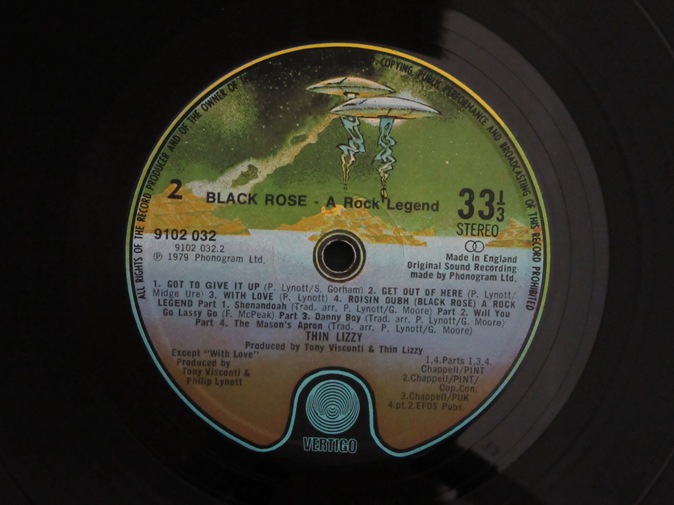 ALL RIGHTS OF THE RECORD PRODUCER AND OF THE OWNER OF
COPYING, PUBLIC PERFORMANCE AND BROADCASTING OF THIS RECORD PROHIBITED
2
BLACK ROSE - A Rock Legend
33 1/3
STEREO
9102 032
9102 032.2
℗ 1979 Phonogram Ltd.
Made in England
Original Sound Recording
made by Phonogram Ltd.
1. GOT TO GIVE IT UP (P. Lynott/S. Gorham) 2. GET OUT OF HERE (P. Lynott/
Midge Ure) 3. WITH LOVE (P. Lynott) 4. ROISIN DUBH (BLACK ROSE) A ROCK
LEGEND Part 1. Shenandoah (Trad. arr. P. Lynott/G. Moore) Part 2. Will You
Go Lassy Go (F. McPeak) Part 3. Danny Boy (Trad. arr. P. Lynott/G. Moore)
Part 4. The Mason's Apron (Trad. arr. P. Lynott/G. Moore)
THIN LIZZY
Produced by Tony Visconti & Thin Lizzy
Except "With Love"
Produced by
Tony Visconti &
Philip Lynott
1,4.Parts 1,3,4.
Chappell/PINT
2.Chappell/PINT/
Cop.Con.
3.Chappell/PUK
4.pt.2.EFDS Pubs.
VERTIGO